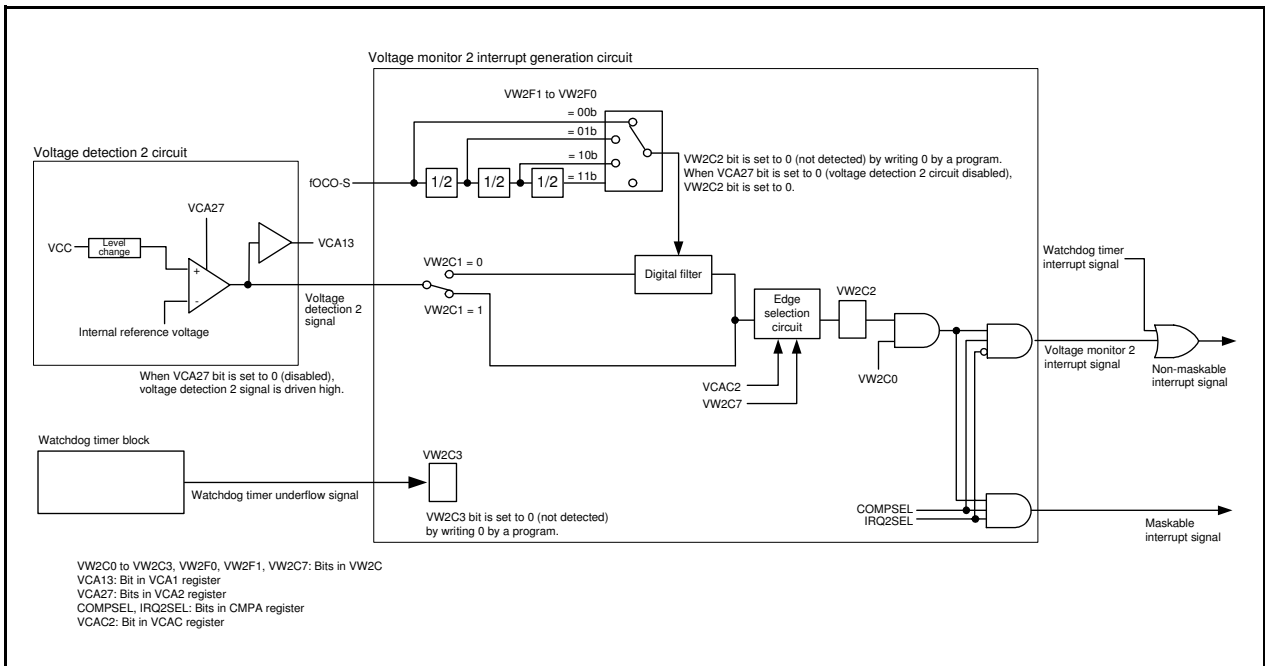 Voltage monitor 2 interrupt generation circuit
VW2F1 to VW2F0
= 00b
= 01b
= 10b
= 11b
fOCO-S
1/2
1/2
1/2
VW2C2 bit is set to 0 (not detected) by writing 0 by a program.
When VCA27 bit is set to 0 (voltage detection 2 circuit disabled),
VW2C2 bit is set to 0.
Voltage detection 2 circuit
VCA27
VCC
Level
change
+
-
VCA13
Internal reference voltage
Voltage
detection 2
signal
When VCA27 bit is set to 0 (disabled),
voltage detection 2 signal is driven high.
VW2C1 = 0
VW2C1 = 1
Digital filter
Edge
selection
circuit
VW2C2
VCAC2
VW2C7
VW2C0
Watchdog timer
interrupt signal
Voltage monitor 2
interrupt signal
Non-maskable
interrupt signal
Watchdog timer block
Watchdog timer underflow signal
VW2C3
VW2C3 bit is set to 0 (not detected)
by writing 0 by a program.
COMPSEL
IRQ2SEL
Maskable
interrupt signal
VW2C0 to VW2C3, VW2F0, VW2F1, VW2C7: Bits in VW2C
VCA13: Bit in VCA1 register
VCA27: Bits in VCA2 register
COMPSEL, IRQ2SEL: Bits in CMPA register
VCAC2: Bit in VCAC register